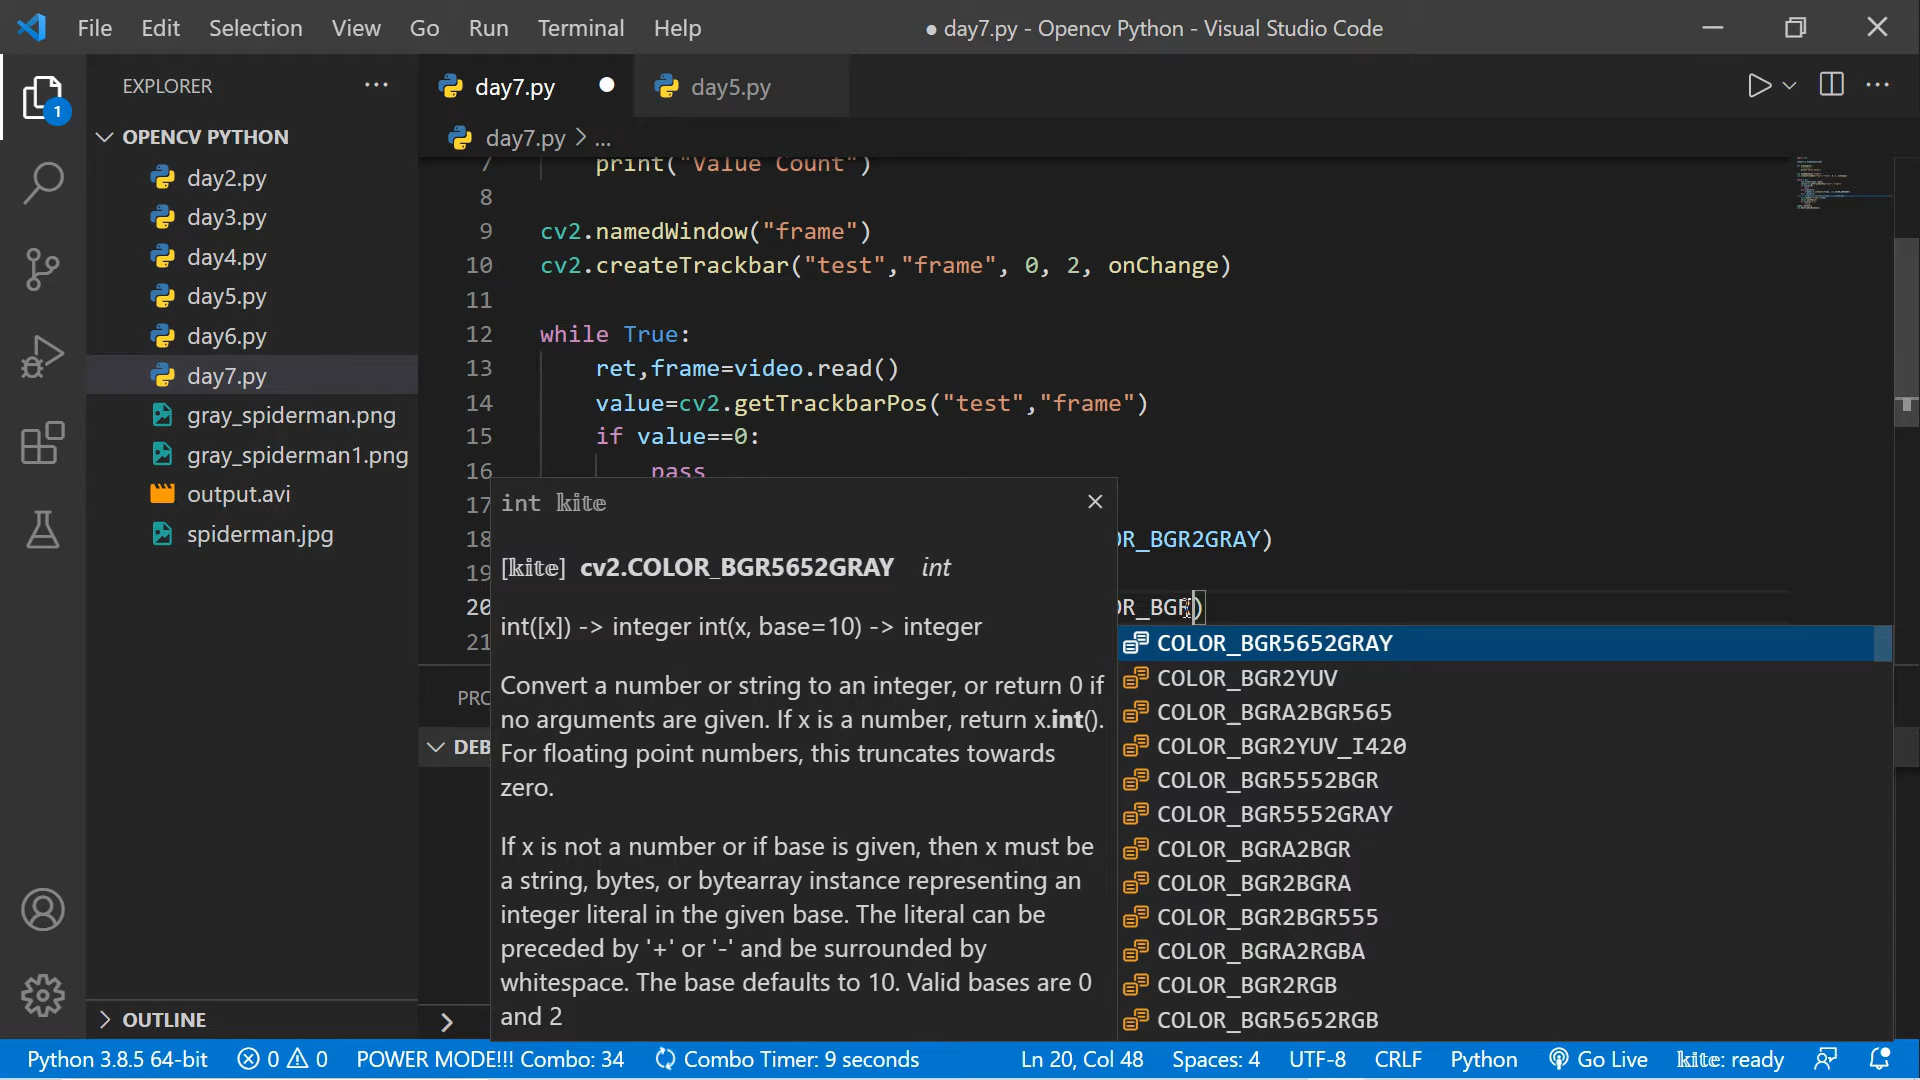 File Edit Selection View Go Run Terminal Help
● day7.py - Opencv Python - Visual Studio Code
EXPLORER
day7.py
day5.py
OPENCV PYTHON
day7.py > ...
day2.py
day3.py
day4.py
day5.py
day6.py
day7.py
gray_spiderman.png
gray_spiderman1.png
output.avi
spiderman.jpg
OUTLINE
1
7 print("Value Count")
8
9 cv2.namedWindow("frame")
10 cv2.createTrackbar("test","frame", 0, 2, onChange)
11
12 while True:
13 ret,frame=video.read()
14 value=cv2.getTrackbarPos("test","frame")
15 if value==0:
16 pass
17
18 OR_BGR2GRAY)
19
20 OR_BGR)
21
int kite
[kite] cv2.COLOR_BGR5652GRAY int
int([x]) -> integer int(x, base=10) -> integer
Convert a number or string to an integer, or return 0 if
no arguments are given. If x is a number, return x.int().
For floating point numbers, this truncates towards
zero.
If x is not a number or if base is given, then x must be
a string, bytes, or bytearray instance representing an
integer literal in the given base. The literal can be
preceded by '+' or '-' and be surrounded by
whitespace. The base defaults to 10. Valid bases are 0
and 2
COLOR_BGR5652GRAY
COLOR_BGR2YUV
COLOR_BGRA2BGR565
COLOR_BGR2YUV_I420
COLOR_BGR5552BGR
COLOR_BGR5552GRAY
COLOR_BGRA2BGR
COLOR_BGR2BGRA
COLOR_BGR2BGR555
COLOR_BGRA2RGBA
COLOR_BGR2RGB
COLOR_BGR5652RGB
PRO
DEB
Python 3.8.5 64-bit 0 0 POWER MODE!!! Combo: 34 Combo Timer: 9 seconds Ln 20, Col 48 Spaces: 4 UTF-8 CRLF Python Go Live kite: ready